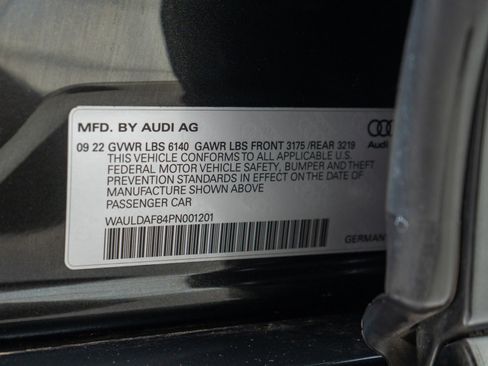 MFD. BY AUDI AG
09 22 GVWR LBS 6140 GAWR LBS FRONT 3175 /REAR 3219
Audi
THIS VEHICLE CONFORMS TO ALL APPLICABLE U.S.
FEDERAL MOTOR VEHICLE SAFETY, BUMPER AND THEFT
PREVENTION STANDARDS IN EFFECT ON THE DATE OF
MANUFACTURE SHOWN ABOVE
PASSENGER CAR
WAULDAF84PN001201
GERMAN